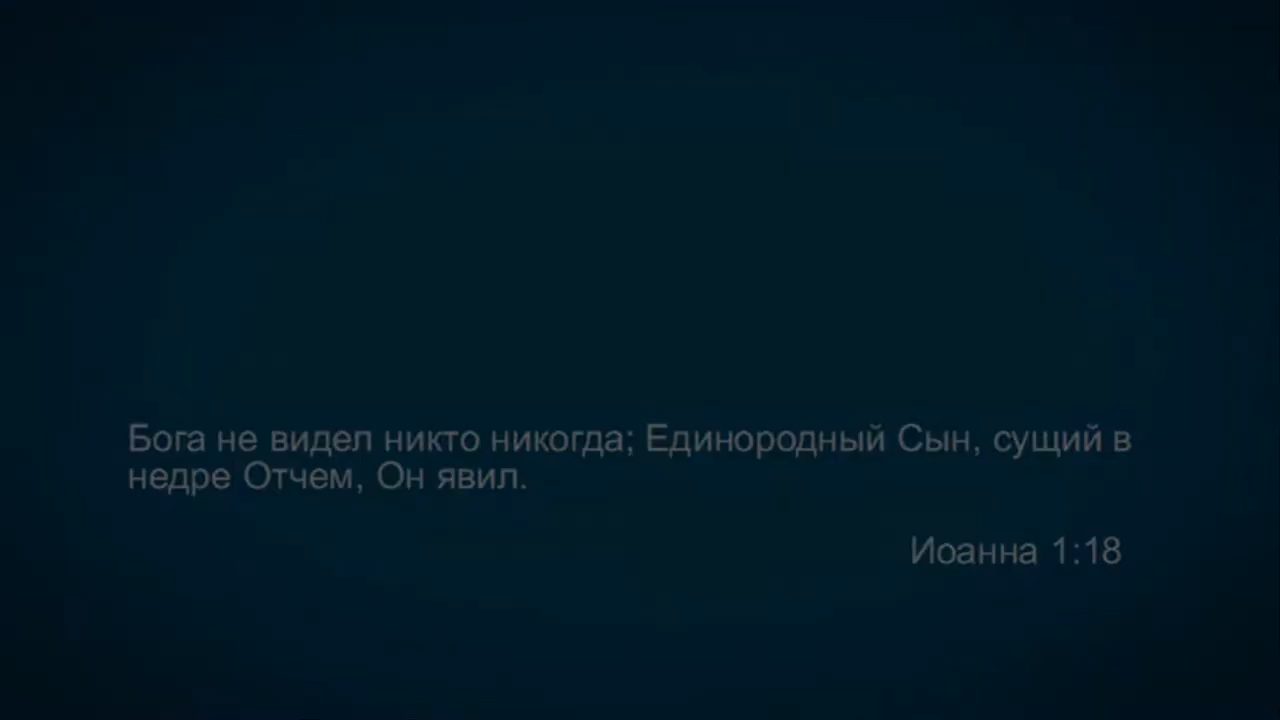 Бога не видел никто никогда; Единородный Сын, сущий в
недре Отчем, Он явил.
Иоанна 1:18